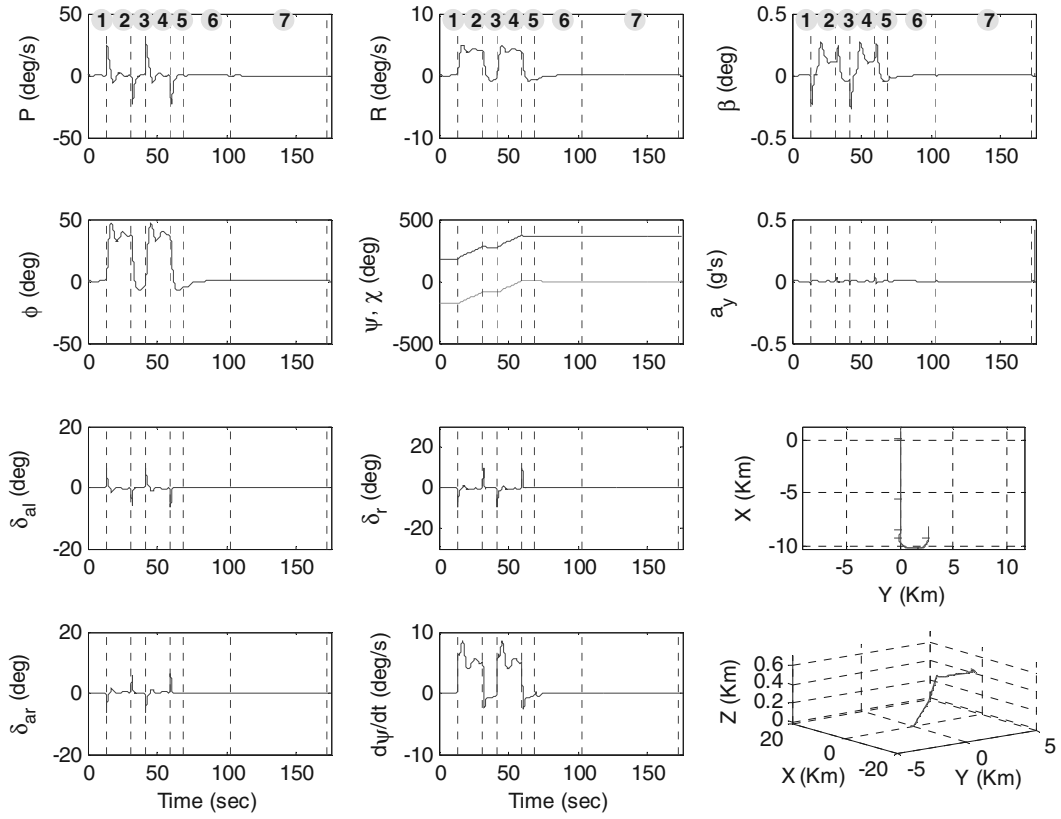 1 2 3 4 5 6 7
50
0
-50
P (deg/s)
0 50 100 150
1 2 3 4 5 6 7
10
0
-10
R (deg/s)
0 50 100 150
1 2 3 4 5 6 7
0.5
0
-0.5
β (deg)
0 50 100 150
50
0
50
ϕ (deg)
0 50 100 150
500
0
-500
ψ, χ (deg)
0 50 100 150
0.5
0
-0.5
a_y (g's)
0 50 100 150
20
0
-20
δ_al (deg)
0 50 100 150
20
0
-20
δ_r (deg)
0 50 100 150
0
-5
-10
X (Km)
-5 0 5 10
Y (Km)
20
0
-20
δ_ar (deg)
0 50 100 150
Time (sec)
10
0
-10
dψ/dt (deg/s)
0 50 100 150
Time (sec)
0.6
0.4
0.2
0
Z (Km)
20
0
-20
X (Km)
-5
0
5
Y (Km)